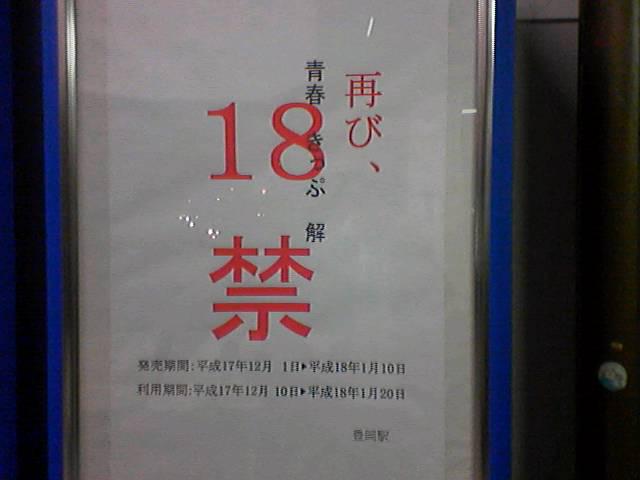 再び、
青春18きっぷ 解
禁
発売期間:平成17年12月 1日▶平成18年1月10日
利用期間:平成17年12月 10日▶平成18年1月20日
豊岡駅